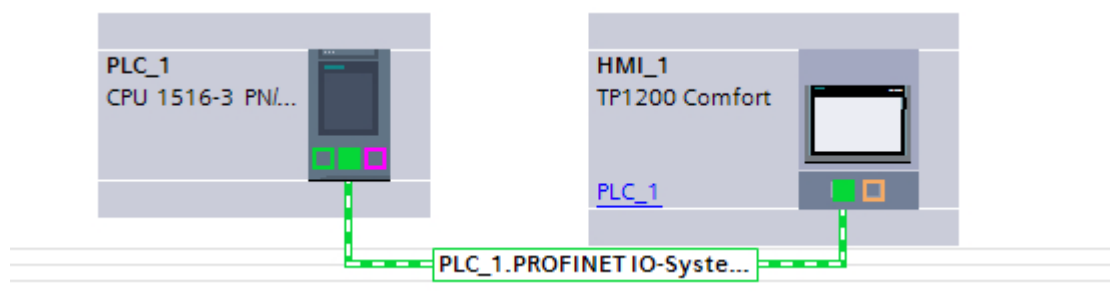 PLC_1
CPU 1516-3 PN/...
HMI_1
TP1200 Comfort
PLC_1
PLC_1.PROFINET IO-Syste...